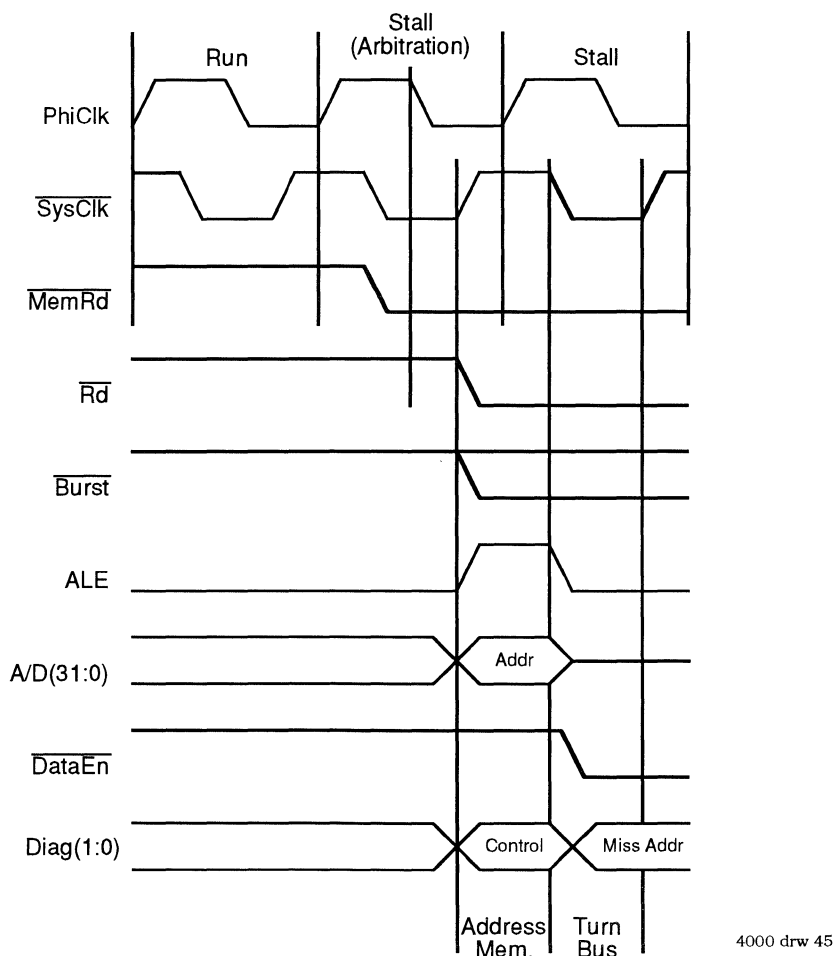 Stall
(Arbitration)
Run
Stall
PhiClk
SysClk
MemRd
Rd
Burst
ALE
A/D(31:0)
Addr
DataEn
Diag(1:0)
Control
Miss Addr
Address
Mem.
Turn
Bus
4000 drw 45